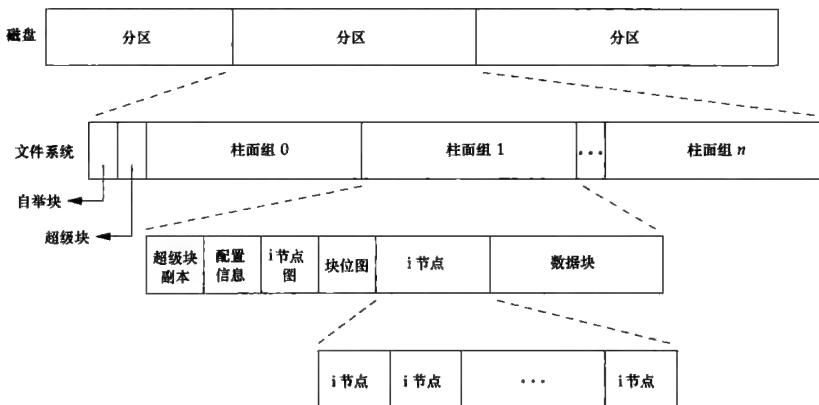 磁盘
分区
分区
分区
文件系统
柱面组 0
柱面组 1
...
柱面组 n
自举块
超级块
超级块
副本
配置
信息
i节点
图
块位图
i 节点
数据块
i 节点
i 节点
...
i 节点